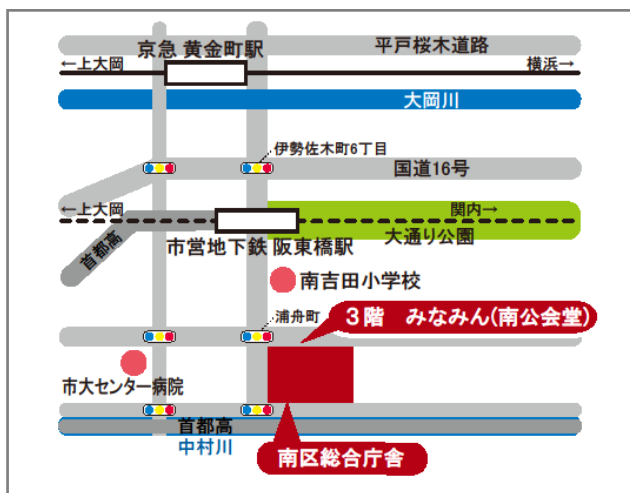 平戸桜木道路
京急 黄金町駅
←上大岡
横浜→
大岡川
伊勢佐木町6丁目
国道16号
←上大岡
関内→
首都高
市営地下鉄 阪東橋駅
大通り公園
南吉田小学校
浦舟町
3階 みなみん(南公会堂)
市大センター病院
首都高
中村川
南区総合庁舎